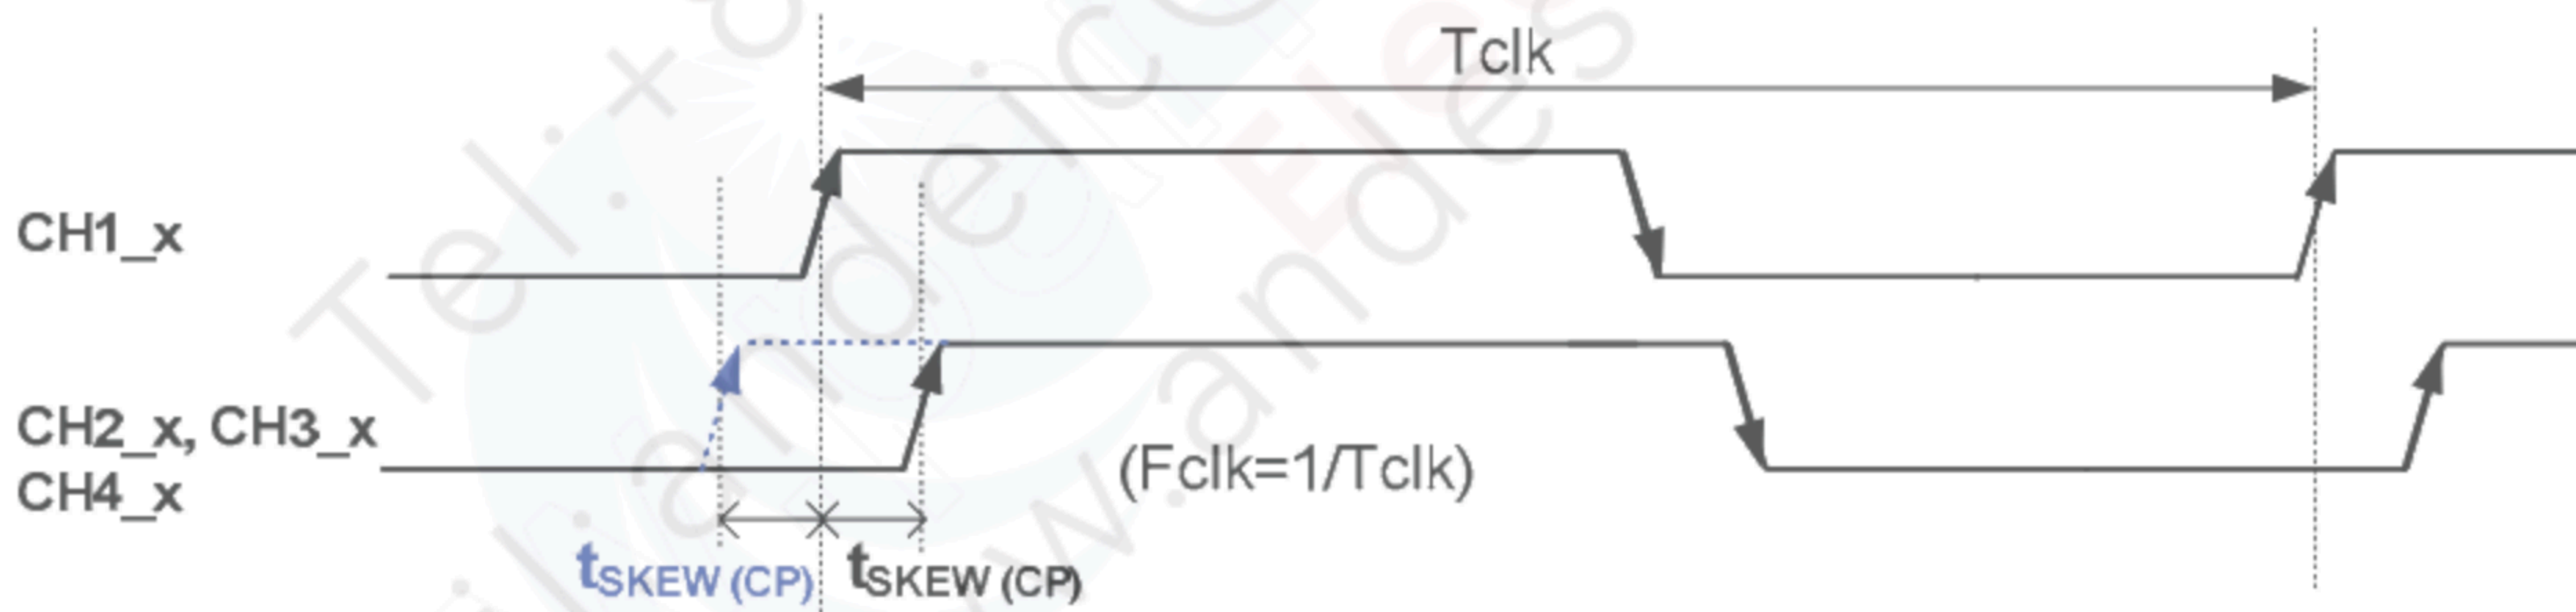 Tclk
CH1_x
CH2_x, CH3_x
CH4_x
(Fclk=1/Tclk)
tSKEW (CP) tSKEW (CP)